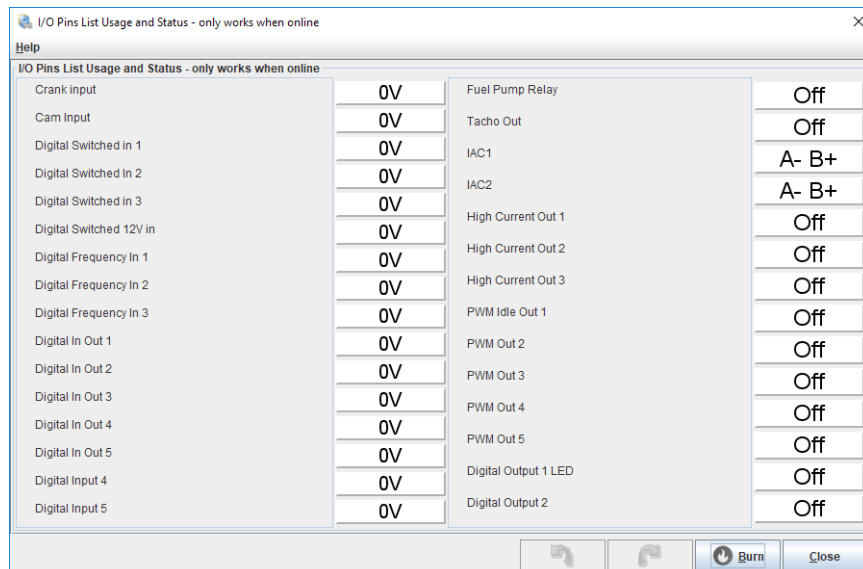 I/O Pins List Usage and Status - only works when online
Help
I/O Pins List Usage and Status - only works when online
Crank input 0V
Cam Input 0V
Digital Switched in 1 0V
Digital Switched In 2 0V
Digital Switched in 3 0V
Digital Switched 12V in 0V
Digital Frequency In 1 0V
Digital Frequency In 2 0V
Digital Frequency In 3 0V
Digital In Out 1 0V
Digital In Out 2 0V
Digital In Out 3 0V
Digital In Out 4 0V
Digital In Out 5 0V
Digital Input 4 0V
Digital Input 5 0V
Fuel Pump Relay Off
Tacho Out Off
IAC1 A- B+
IAC2 A- B+
High Current Out 1 Off
High Current Out 2 Off
High Current Out 3 Off
PWM Idle Out 1 Off
PWM Out 2 Off
PWM Out 3 Off
PWM Out 4 Off
PWM Out 5 Off
Digital Output 1 LED Off
Digital Output 2 Off
Burn Close